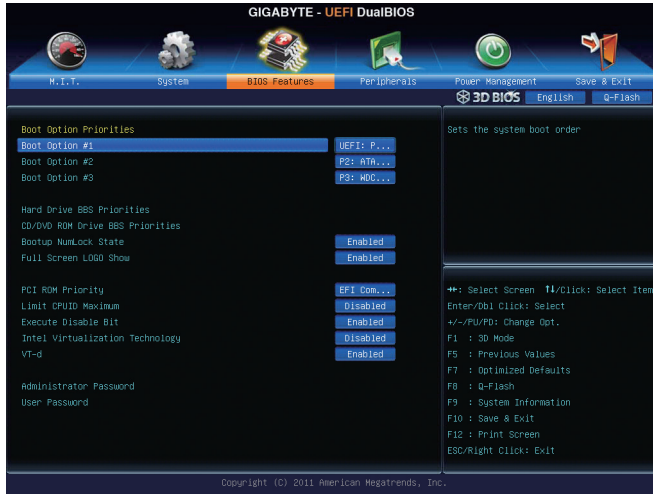 GIGABYTE - UEFI DualBIOS
M.I.T.
System
BIOS Features
Peripherals
Power Management
Save & Exit
3D BIOS
English
Q-Flash
Boot Option Priorities
Boot Option #1 UEFI: P...
Boot Option #2 P2: ATA...
Boot Option #3 P3: WDC...
Hard Drive BBS Priorities
CD/DVD ROM Drive BBS Priorities
Bootup NumLock State Enabled
Full Screen LOGO Show Enabled
PCI ROM Priority EFI Com...
Limit CPUID Maximum Disabled
Execute Disable Bit Enabled
Intel Virtualization Technology Disabled
VT-d Enabled
Administrator Password
User Password
Sets the system boot order
→←: Select Screen ↑↓/Click: Select Item
Enter/Dbl Click: Select
+/-/PU/PD: Change Opt.
F1 : 3D Mode
F5 : Previous Values
F7 : Optimized Defaults
F8 : Q-Flash
F9 : System Information
F10 : Save & Exit
F12 : Print Screen
ESC/Right Click: Exit
Copyright (C) 2011 American Megatrends, Inc.